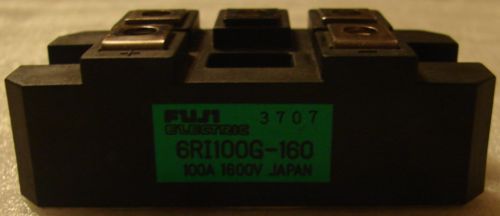 + -
FUJI 3707
ELECTRIC
6RI100G-160
100A 1600V JAPAN